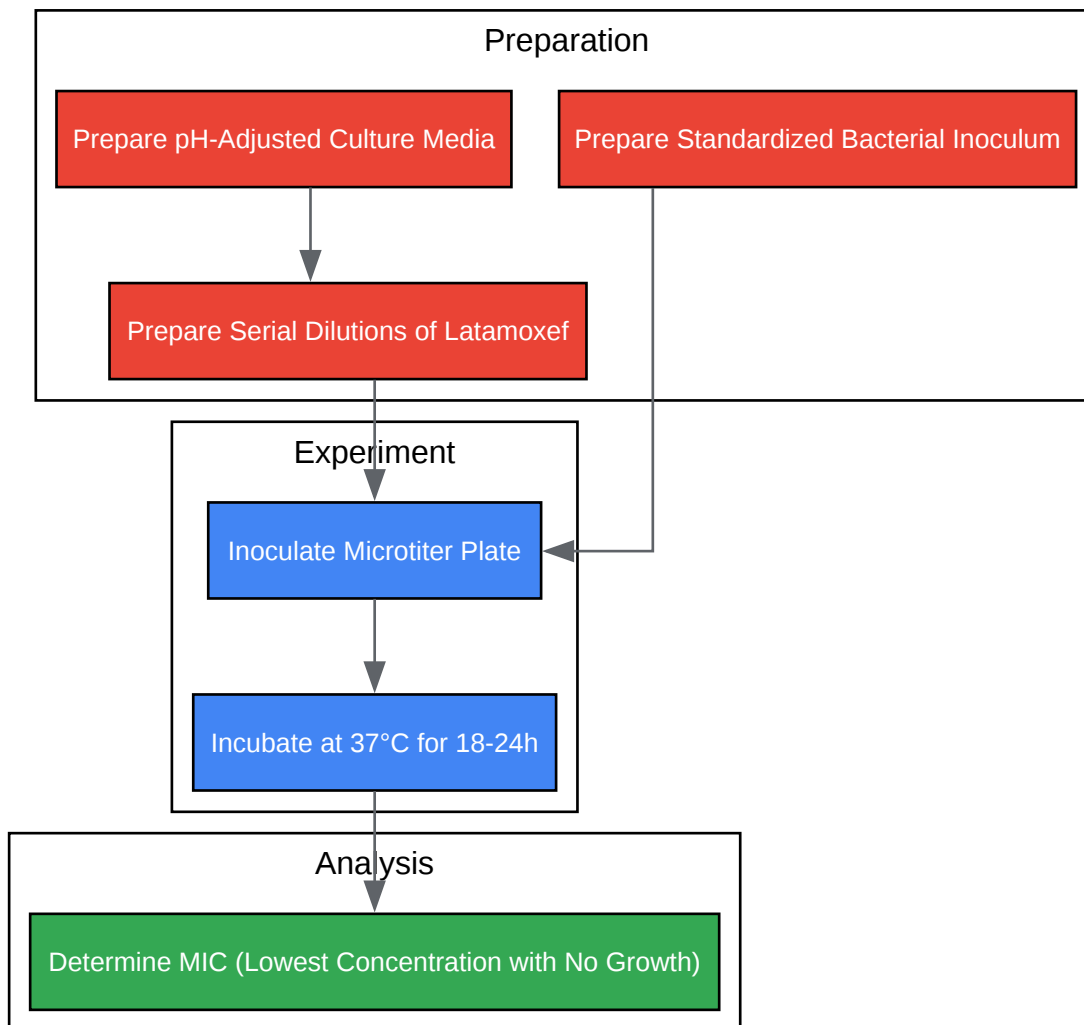 Preparation
Prepare pH-Adjusted Culture Media
Prepare Standardized Bacterial Inoculum
Prepare Serial Dilutions of Latamoxef
Experiment
Inoculate Microtiter Plate
Incubate at 37°C for 18-24h
Analysis
Determine MIC (Lowest Concentration with No Growth)